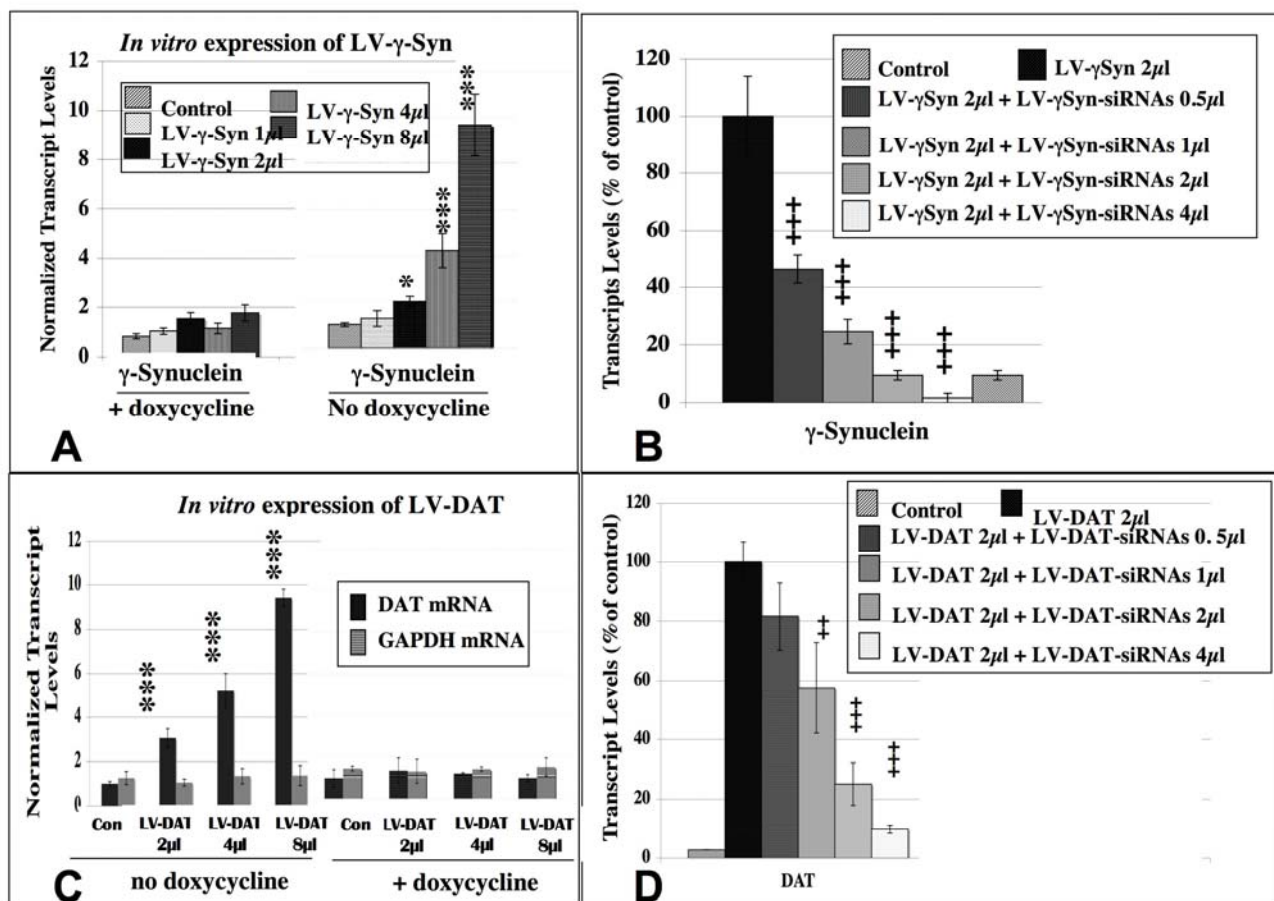 In vitro expression of LV-γ-Syn
12
10
8
6
4
2
0
Normalized Transcript Levels
Control
LV-γ-Syn 1µl
LV-γ-Syn 2µl
LV-γ-Syn 4µl
LV-γ-Syn 8µl
*
***
***
γ-Synuclein
+ doxycycline
γ-Synuclein
No doxycycline
A
120
100
80
60
40
20
0
Transcripts Levels (% of control)
Control
LV-γSyn 2µl
LV-γSyn 2µl + LV-γSyn-siRNAs 0.5µl
LV-γSyn 2µl + LV-γSyn-siRNAs 1µl
LV-γSyn 2µl + LV-γSyn-siRNAs 2µl
LV-γSyn 2µl + LV-γSyn-siRNAs 4µl
+++
+++
+++
+++
γ-Synuclein
B
In vitro expression of LV-DAT
12
10
8
6
4
2
0
Normalized Transcript
Levels
***
***
***
DAT mRNA
GAPDH mRNA
Con
LV-DAT
2µl
LV-DAT
4µl
LV-DAT
8µl
Con
LV-DAT
2µl
LV-DAT
4µl
LV-DAT
8µl
no doxycycline
+ doxycycline
C
120
100
80
60
40
20
0
Transcript Levels (% of control)
Control
LV-DAT 2µl
LV-DAT 2µl + LV-DAT-siRNAs 0.5µl
LV-DAT 2µl + LV-DAT-siRNAs 1µl
LV-DAT 2µl + LV-DAT-siRNAs 2µl
LV-DAT 2µl + LV-DAT-siRNAs 4µl
++
+++
+++
DAT
D